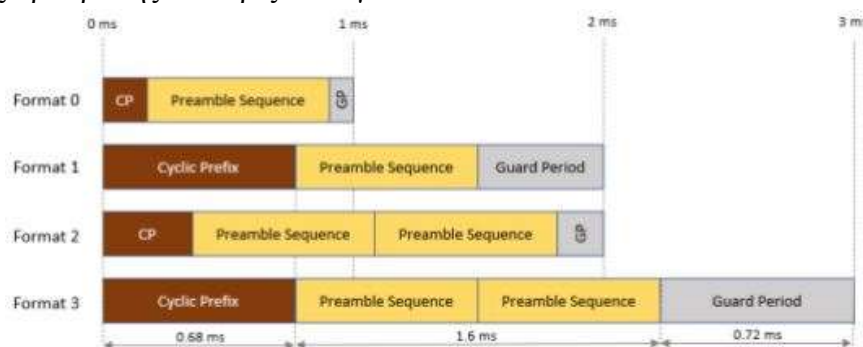 0 ms 1 ms 2 ms 3 m
Format 0 CP Preamble Sequence GP
Format 1 Cyclic Prefix Preamble Sequence Guard Period
Format 2 CP Preamble Sequence Preamble Sequence GP
Format 3 Cyclic Prefix Preamble Sequence Preamble Sequence Guard Period
0.68 ms 1.6 ms 0.72 ms